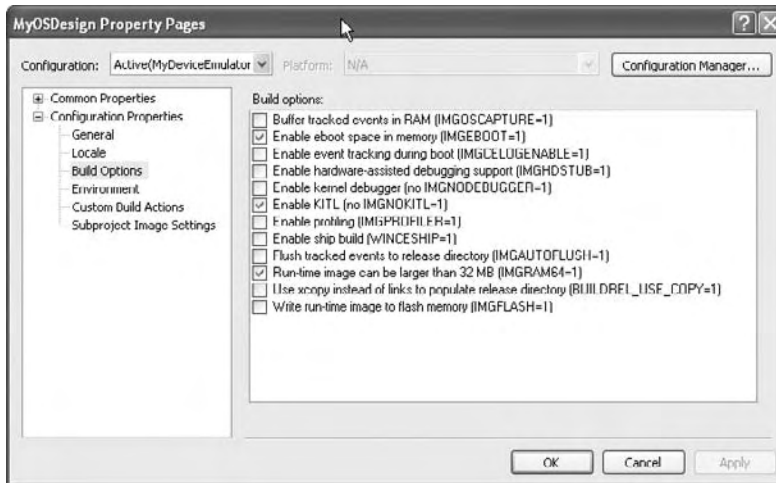 MyOSDesign Property Pages
Configuration: Active(MyDeviceEmulator Platform: N/A Configuration Manager...
Common Properties
Configuration Properties
General
Locale
Build Options
Environment
Custom Build Actions
Subproject Image Settings
Build options:
Buffer tracked events in RAM (IMGOSCAPTURE=1)
Enable eboot space in memory (IMGEBOOT=1)
Enable event tracking during boot (IMGCELOGENABLE=1)
Enable hardware-assisted debugging support (IMGHDSTUB=1)
Enable kernel debugger (no IMGNODEBUGGER=1)
Enable KITL (no IMGNOKITL=1)
Enable profiling (IMGPROFILER=1)
Enable ship build (WINCESHIP=1)
Flush tracked events to release directory (IMGAUTOFLUSH=1)
Run-time image can be larger than 32 MB (IMGRAM64=1)
Use xcopy instead of links to populate release directory (BUILDREL_USE_COPY=1)
Write run-time image to flash memory (IMGFLASH=1)
OK Cancel Apply